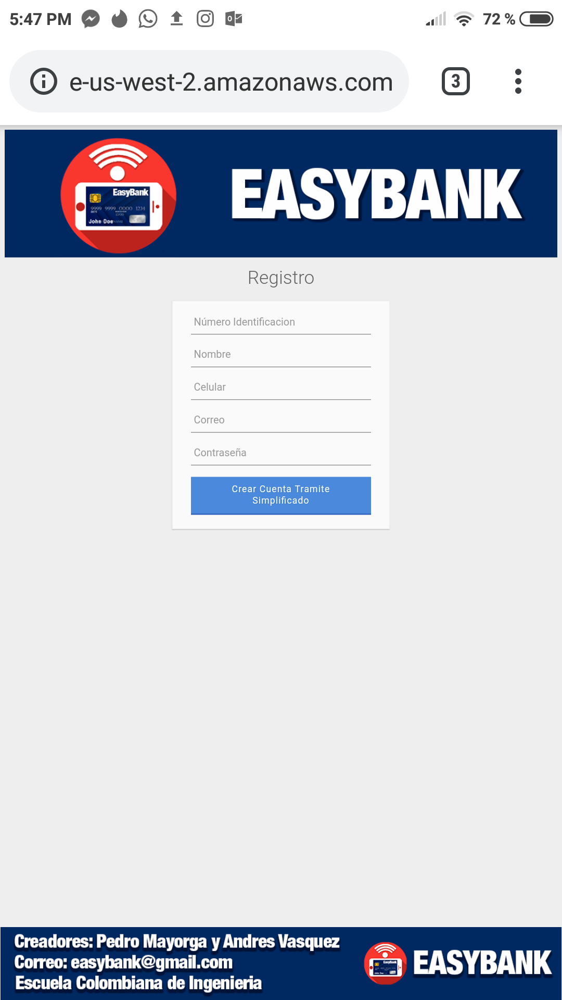 5:47 PM 72 %
e-us-west-2.amazonaws.com 3
EasyBank
9999 9999 0000 1234
John Doe
EASYBANK
Registro
Número Identificacion
Nombre
Celular
Correo
Contraseña
Crear Cuenta Tramite
Simplificado
Creadores: Pedro Mayorga y Andres Vasquez
Correo: easybank@gmail.com
Escuela Colombiana de Ingenieria
EasyBank
EASYBANK